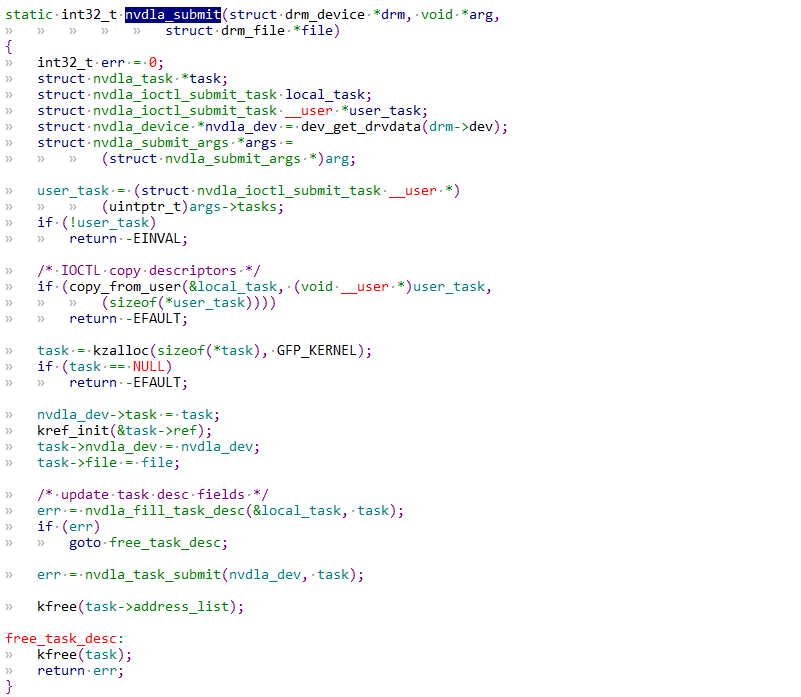 static int32_t nvdla_submit(struct drm_device *drm, void *arg,
» » » » » struct drm_file *file)
{
» int32_t err = 0;
» struct nvdla_task *task;
» struct nvdla_ioctl_submit_task local_task;
» struct nvdla_ioctl_submit_task __user *user_task;
» struct nvdla_device *nvdla_dev = dev_get_drvdata(drm->dev);
» struct nvdla_submit_args *args =
» » » (struct nvdla_submit_args *)arg;
» user_task = (struct nvdla_ioctl_submit_task __user *)
» » » (uintptr_t)args->tasks;
» if (!user_task)
» » return -EINVAL;
» /* IOCTL copy descriptors */
» if (copy_from_user(&local_task, (void __user *)user_task,
» » » (sizeof(*user_task))))
» » return -EFAULT;
» task = kzalloc(sizeof(*task), GFP_KERNEL);
» if (task == NULL)
» » return -EFAULT;
» nvdla_dev->task = task;
» kref_init(&task->ref);
» task->nvdla_dev = nvdla_dev;
» task->file = file;
» /* update task desc fields */
» err = nvdla_fill_task_desc(&local_task, task);
» if (err)
» » goto free_task_desc;
» err = nvdla_task_submit(nvdla_dev, task);
» kfree(task->address_list);
free_task_desc:
» kfree(task);
» return err;
}